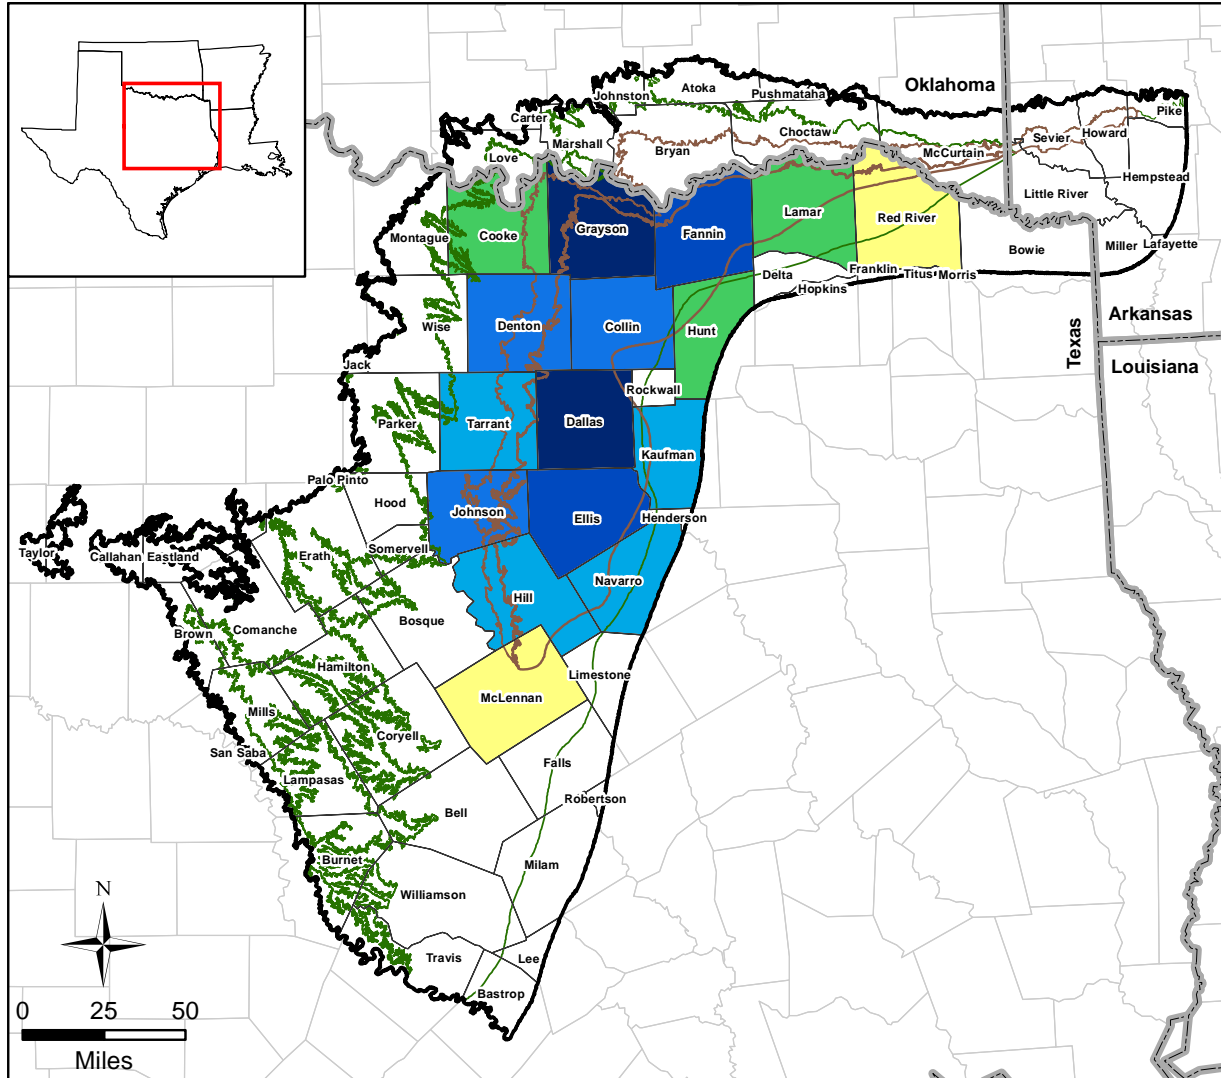 Oklahoma
Atoka
Johnston
Pushmataha
Pike
Carter
Choctaw
Sevier
Howard
Marshall
Bryan
McCurtain
Love
Hempstead
Little River
Lamar
Red River
Cooke
Grayson
Fannin
Montague
Bowie
Miller
Lafayette
Delta
Franklin
Titus
Morris
Hopkins
Wise
Denton
Collin
Hunt
Texas
Arkansas
Louisiana
Jack
Rockwall
Parker
Tarrant
Dallas
Kaufman
Palo Pinto
Hood
Johnson
Ellis
Henderson
Taylor
Callahan
Eastland
Erath
Somervell
Navarro
Hill
Brown
Comanche
Bosque
Hamilton
Limestone
McLennan
Mills
Coryell
San Saba
Lampasas
Falls
Robertson
Bell
Burnet
Milam
Williamson
N
Travis
Lee
Bastrop
0 25 50
Miles